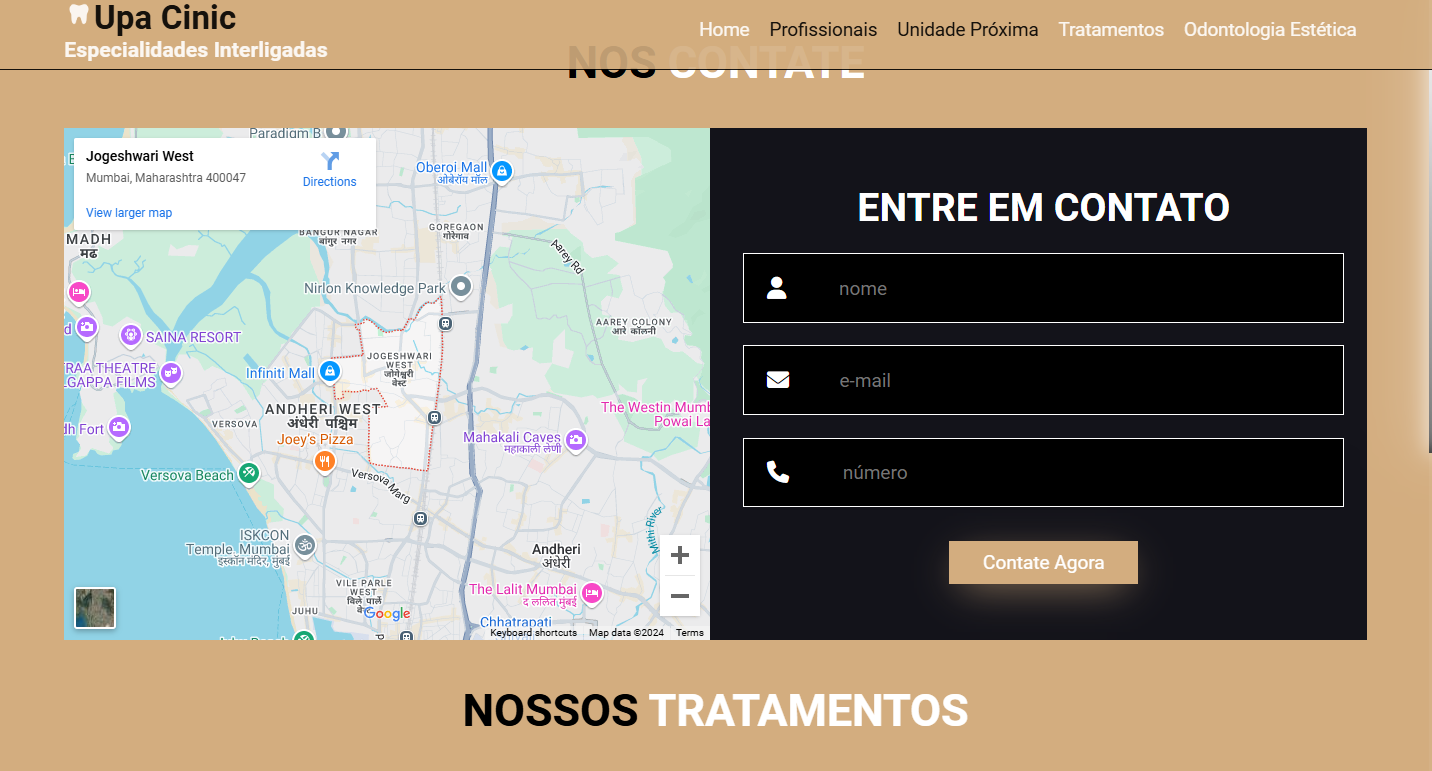 Upa Cinic
Especialidades Interligadas
Home
Profissionais
Unidade Próxima
Tratamentos
Odontologia Estética
NOS CONTATE
Paradigm B
Jogeshwari West
Mumbai, Maharashtra 400047
Directions
View larger map
Oberoi Mall
ओबेरॉय मॉल
MADH
मढ
BANGUR NAGAR
बांगुर नगर
GOREGAON
गोरेगाव
Aarey Rd
Nirlon Knowledge Park
AAREY COLONY
आरे कॉलनी
SAINA RESORT
JOGESHWARI
WEST
जोगेश्वरी
वेस्ट
RAA THEATRE
LGAPPA FILMS
Infiniti Mall
ANDHERI WEST
अंधेरी पश्चिम
VERSOVA
The Westin Mumb
Powai La
dh Fort
Joey's Pizza
Mahakali Caves
महाकाली लेणी
Versova Beach
Versova Marg
Mithi River
ISKCON
Temple, Mumbai
इस्कॉन मंदिर, मुंबई
Andheri
अंधेरी
VILE PARLE
WEST
विले पार्ले
The Lalit Mumbai
द ललित मुंबई
JUHU
Google
Chhatrapati
Keyboard shortcuts
Map data ©2024
Terms
ENTRE EM CONTATO
nome
e-mail
número
Contate Agora
NOSSOS TRATAMENTOS